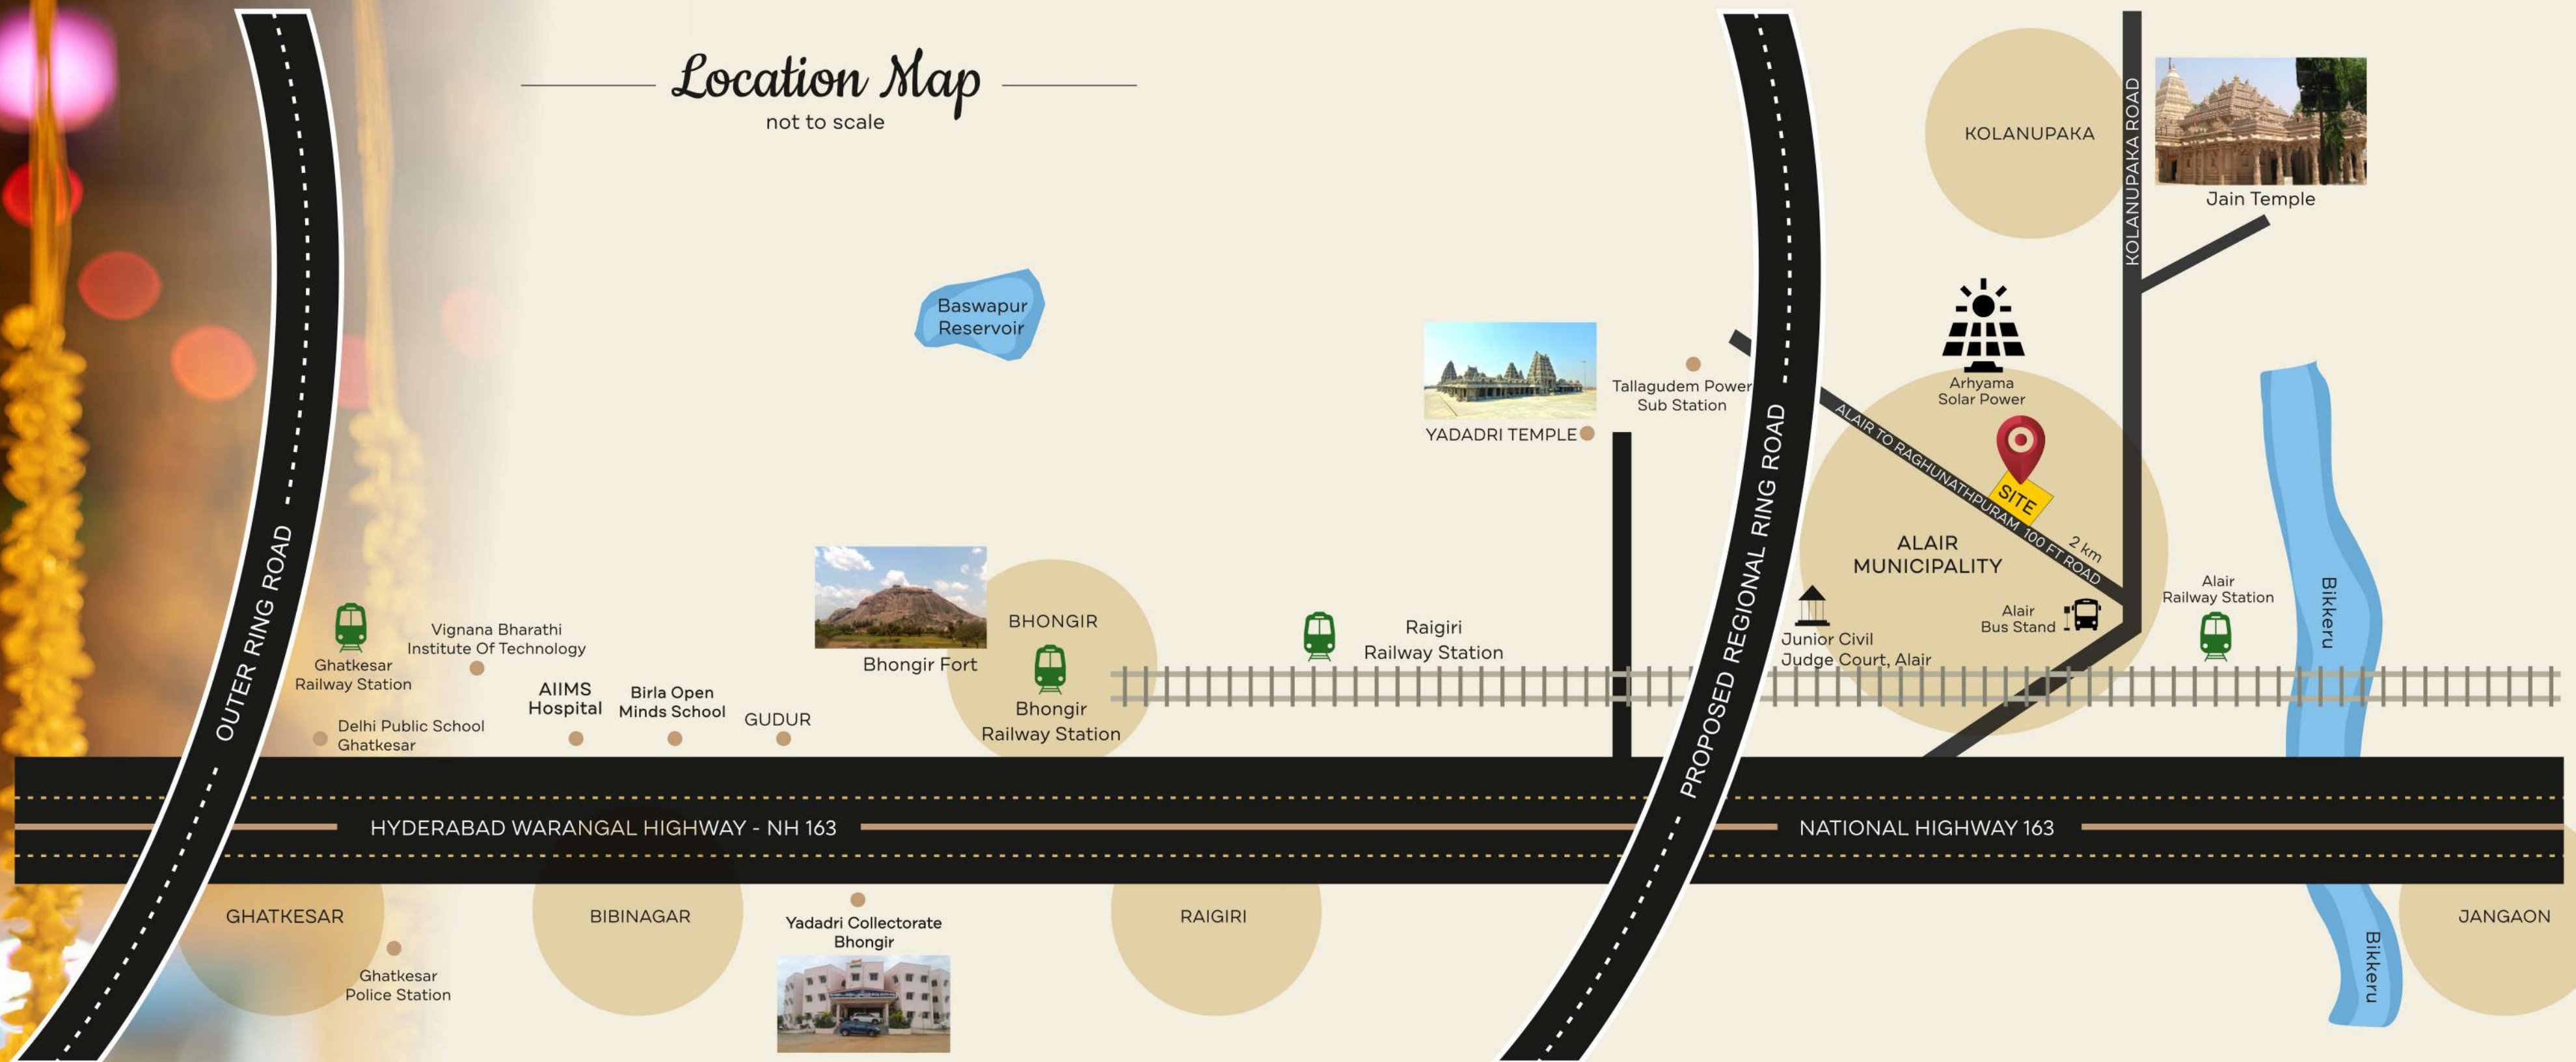 Location Map
not to scale
KOLANUPAKA
KOLANUPAKA ROAD
Jain Temple
Baswapur
Reservoir
Arhyama
Solar Power
Tallagudem Power
Sub Station
YADADRI TEMPLE
ALAIR TO RAGHUNATHPURAM 100 FT ROAD
SITE
2 km
ALAIR
MUNICIPALITY
OUTER RING ROAD
PROPOSED REGIONAL RING ROAD
Ghatkesar
Railway Station
Vignana Bharathi
Institute Of Technology
Delhi Public School
Ghatkesar
AIIMS
Hospital
Birla Open
Minds School
GUDUR
Bhongir Fort
BHONGIR
Bhongir
Railway Station
Raigiri
Railway Station
Junior Civil
Judge Court, Alair
Alair
Bus Stand
Alair
Railway Station
Bikkeru
HYDERABAD WARANGAL HIGHWAY - NH 163
NATIONAL HIGHWAY 163
GHATKESAR
Ghatkesar
Police Station
BIBINAGAR
Yadadri Collectorate
Bhongir
RAIGIRI
Bikkeru
JANGAON